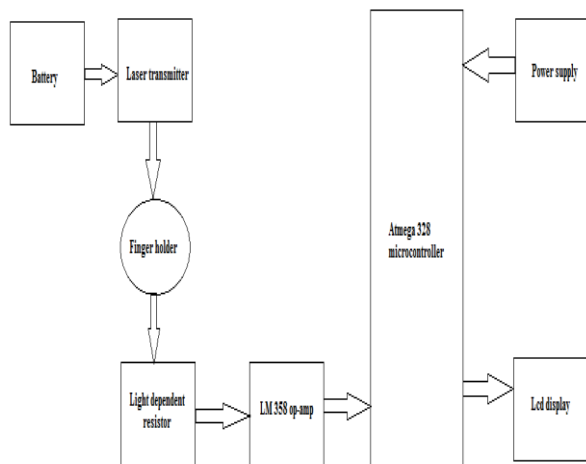 Battery
Laser transmitter
Power supply
Finger holder
Atmega 328
microcontroller
Light dependent
resistor
LM 358 op-amp
Lcd display